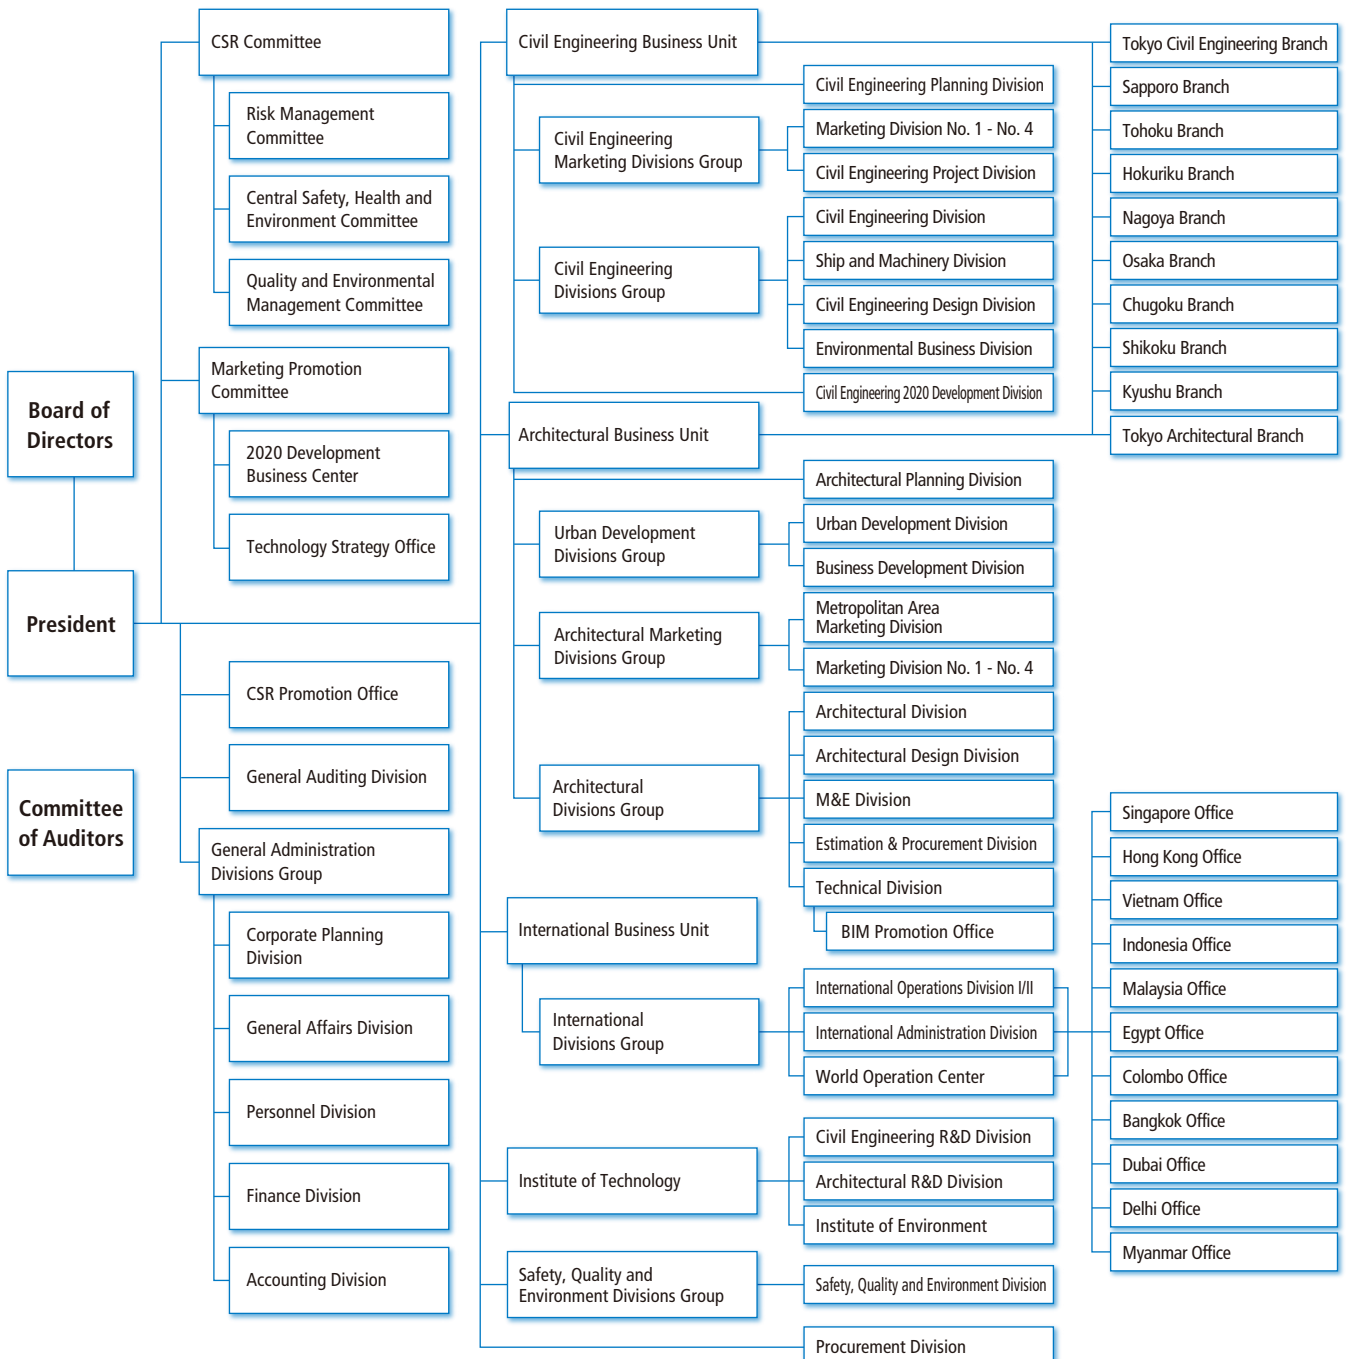 Board of
Directors
President
Committee
of Auditors
CSR Committee
Risk Management
Committee
Central Safety, Health and
Environment Committee
Quality and Environmental
Management Committee
Marketing Promotion
Committee
2020 Development
Business Center
Technology Strategy Office
CSR Promotion Office
General Auditing Division
General Administration
Divisions Group
Corporate Planning
Division
General Affairs Division
Personnel Division
Finance Division
Accounting Division
Civil Engineering Business Unit
Civil Engineering Planning Division
Civil Engineering
Marketing Divisions Group
Marketing Division No. 1 - No. 4
Civil Engineering Project Division
Civil Engineering
Divisions Group
Civil Engineering Division
Ship and Machinery Division
Civil Engineering Design Division
Environmental Business Division
Civil Engineering 2020 Development Division
Architectural Business Unit
Architectural Planning Division
Urban Development
Divisions Group
Urban Development Division
Business Development Division
Architectural Marketing
Divisions Group
Metropolitan Area
Marketing Division
Marketing Division No. 1 - No. 4
Architectural
Divisions Group
Architectural Division
Architectural Design Division
M&E Division
Estimation & Procurement Division
Technical Division
BIM Promotion Office
International Business Unit
International
Divisions Group
International Operations Division I/II
International Administration Division
World Operation Center
Institute of Technology
Civil Engineering R&D Division
Architectural R&D Division
Institute of Environment
Safety, Quality and
Environment Divisions Group
Safety, Quality and Environment Division
Procurement Division
Tokyo Civil Engineering Branch
Sapporo Branch
Tohoku Branch
Hokuriku Branch
Nagoya Branch
Osaka Branch
Chugoku Branch
Shikoku Branch
Kyushu Branch
Tokyo Architectural Branch
Singapore Office
Hong Kong Office
Vietnam Office
Indonesia Office
Malaysia Office
Egypt Office
Colombo Office
Bangkok Office
Dubai Office
Delhi Office
Myanmar Office